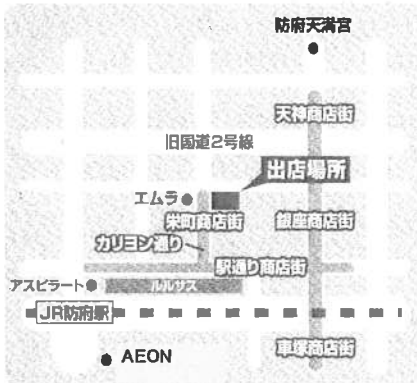 防府天満宮
天神商店街
旧国道2号線
出店場所
エムラ
栄町商店街
銀座商店街
カリヨン通り
駅通り商店街
アスピラート
ルルサス
JR防府駅
車塚商店街
AEON